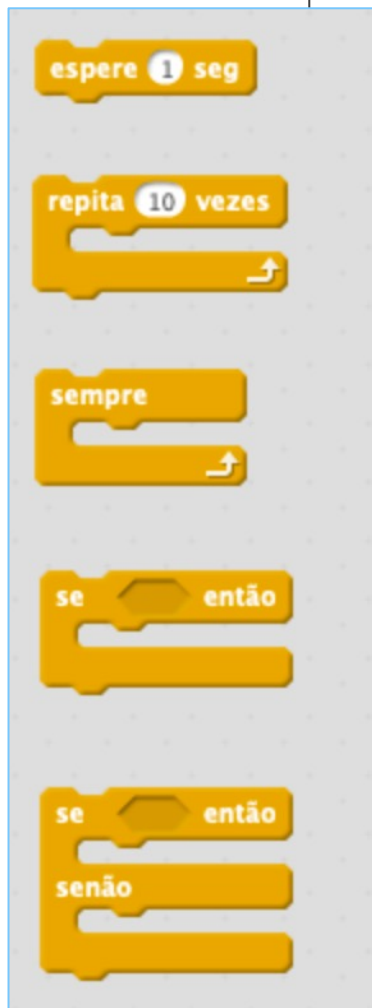 espere 1 seg
repita 10 vezes
sempre
se então
se então
senão